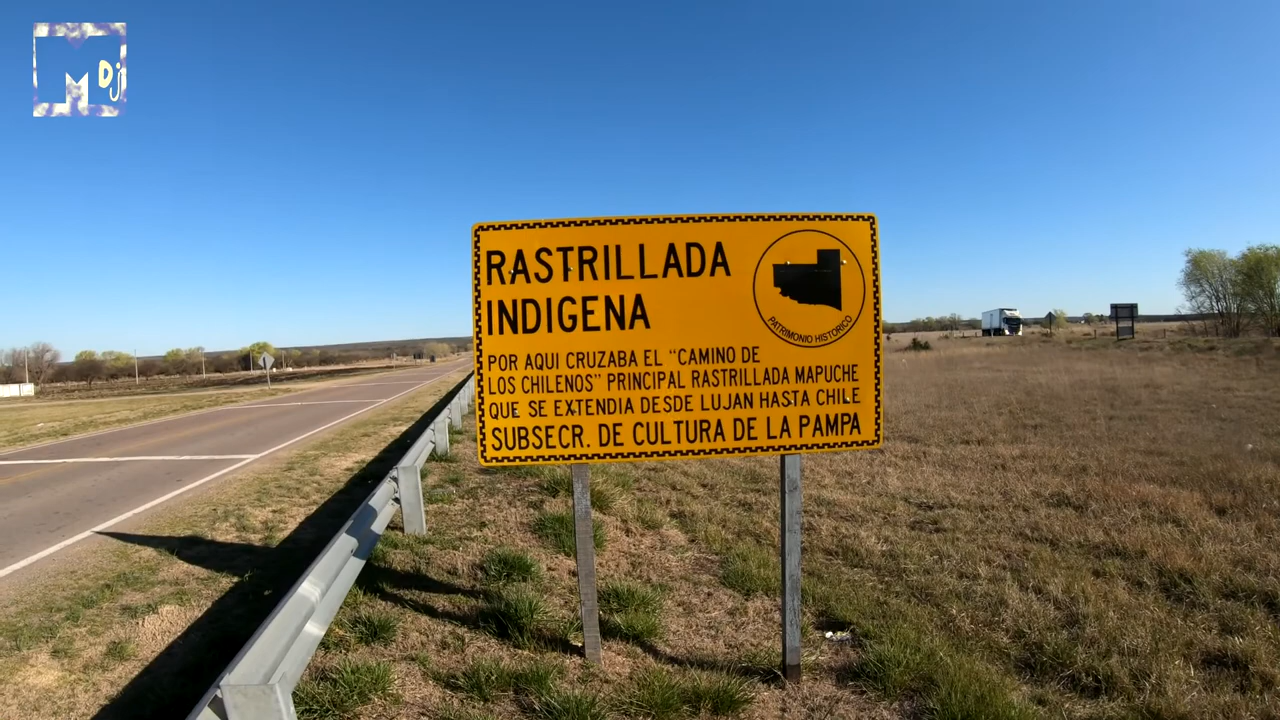 M DJ
RASTRILLADA
INDIGENA
PATRIMONIO HISTORICO
POR AQUI CRUZABA EL "CAMINO DE
LOS CHILENOS" PRINCIPAL RASTRILLADA MAPUCHE
QUE SE EXTENDIA DESDE LUJAN HASTA CHILE
SUBSECR. DE CULTURA DE LA PAMPA